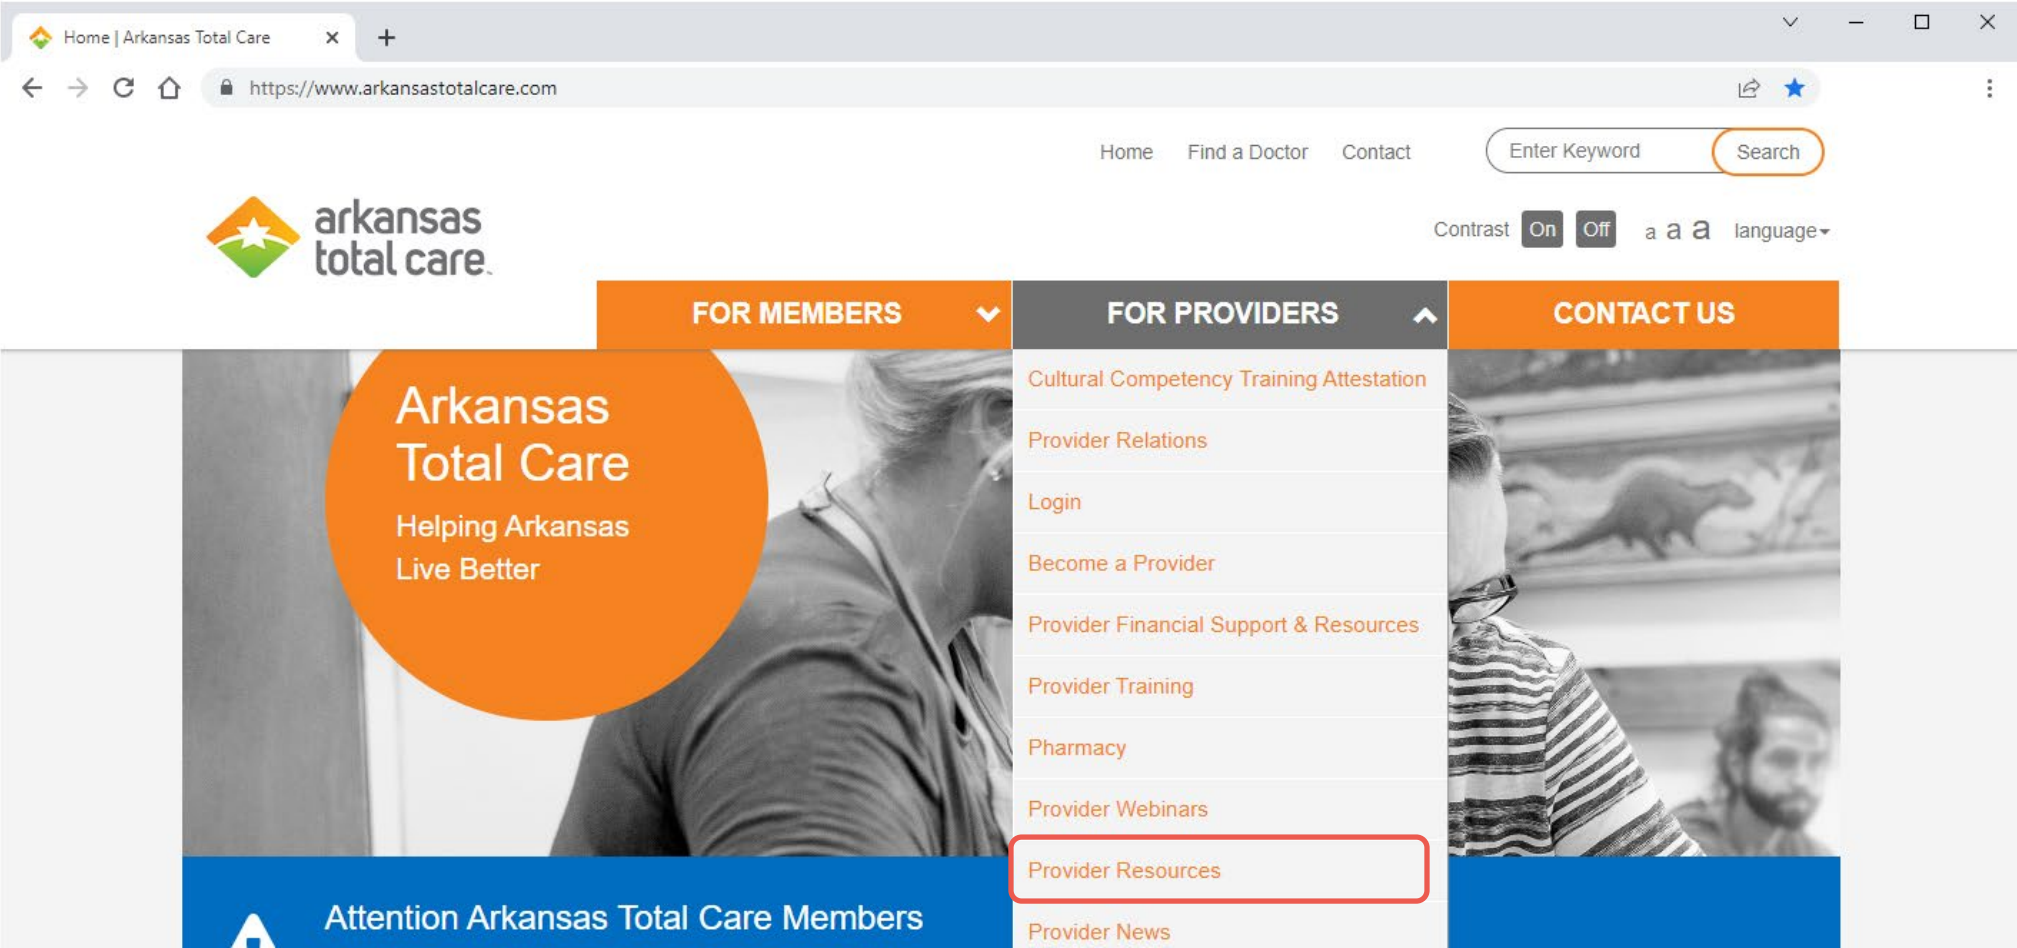 Home | Arkansas Total Care
https://www.arkansastotalcare.com
Home Find a Doctor Contact Enter Keyword Search
arkansas
total care
Contrast On Off a a a language
FOR MEMBERS FOR PROVIDERS CONTACT US
Arkansas
Total Care
Helping Arkansas
Live Better
Cultural Competency Training Attestation
Provider Relations
Login
Become a Provider
Provider Financial Support & Resources
Provider Training
Pharmacy
Provider Webinars
Provider Resources
Provider News
Attention Arkansas Total Care Members